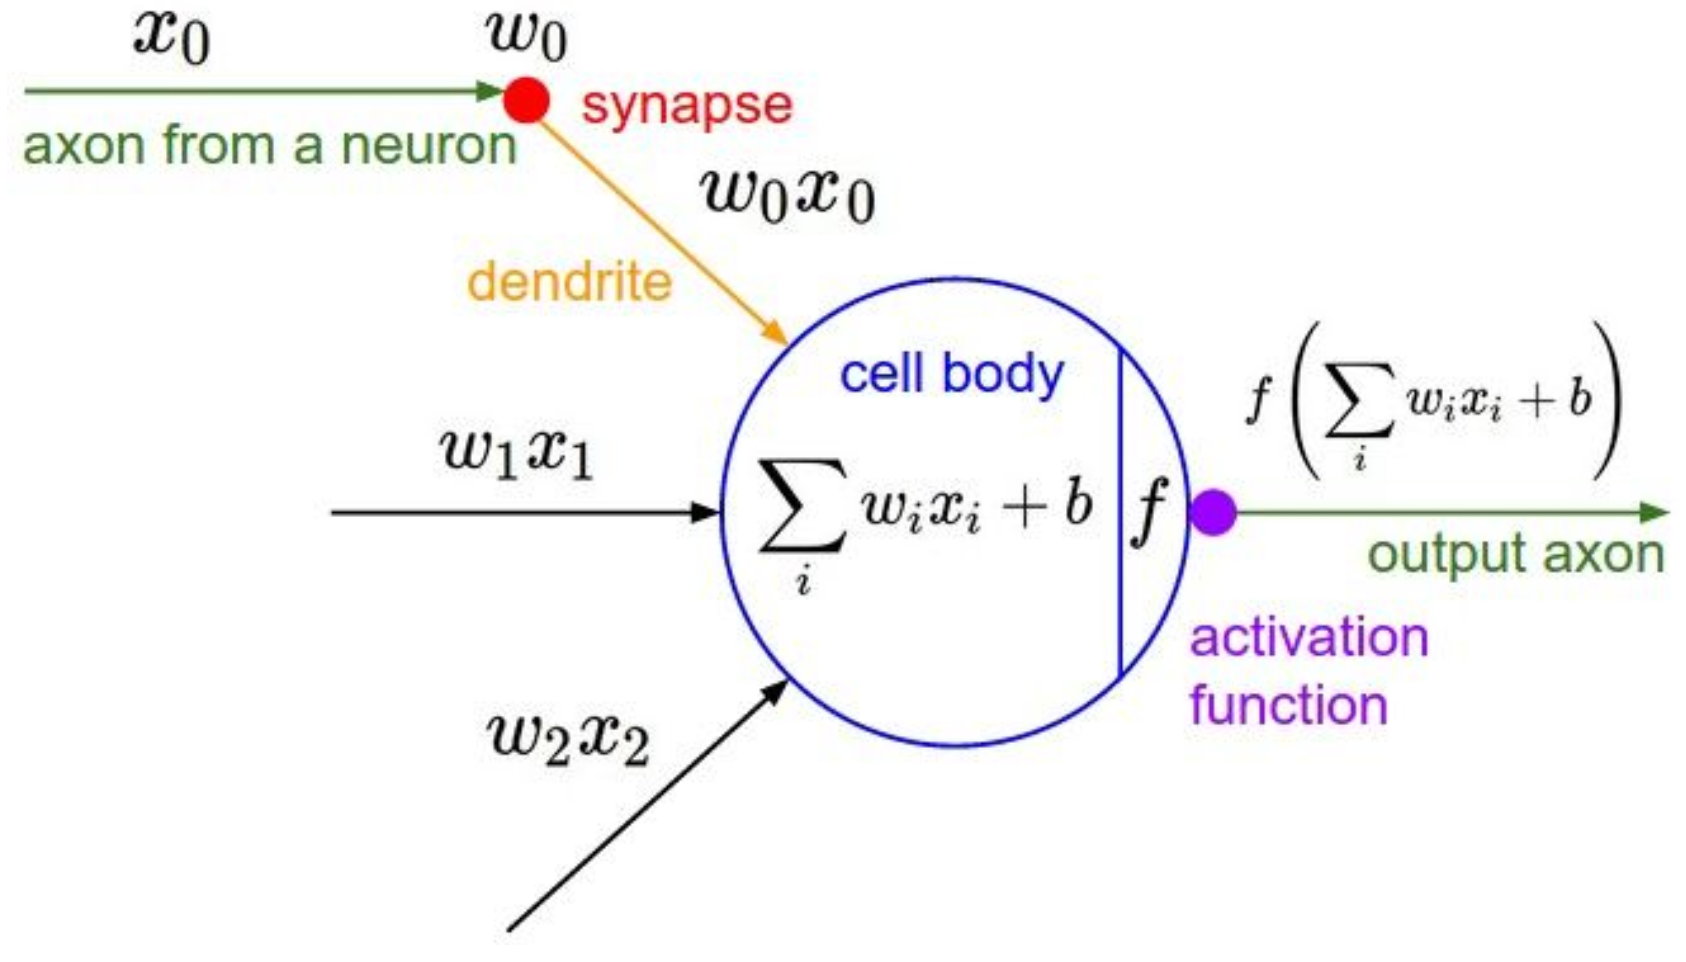 x₀
w₀
synapse
axon from a neuron
w₀x₀
dendrite
cell body
f(∑ᵢ wᵢxᵢ + b)
w₁x₁
∑ᵢ wᵢxᵢ + b
f
output axon
activation
function
w₂x₂